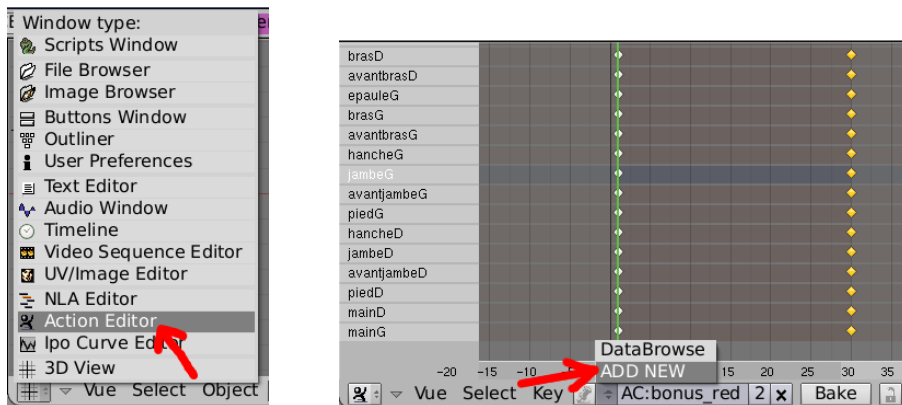 Window type:
Scripts Window
File Browser
Image Browser
Buttons Window
Outliner
User Preferences
Text Editor
Audio Window
Timeline
Video Sequence Editor
UV/Image Editor
NLA Editor
Action Editor
Ipo Curve Editor
3D View
Vue Select Object
brasD
avantbrasD
epauleG
brasG
avantbrasG
hancheG
jambeG
avantjambeG
piedG
hancheD
jambeD
avantjambeD
piedD
mainD
mainG
DataBrowse
ADD NEW
-20 -15 -10 15 20 25 30 35
Vue Select Key AC:bonus_red 2 x Bake